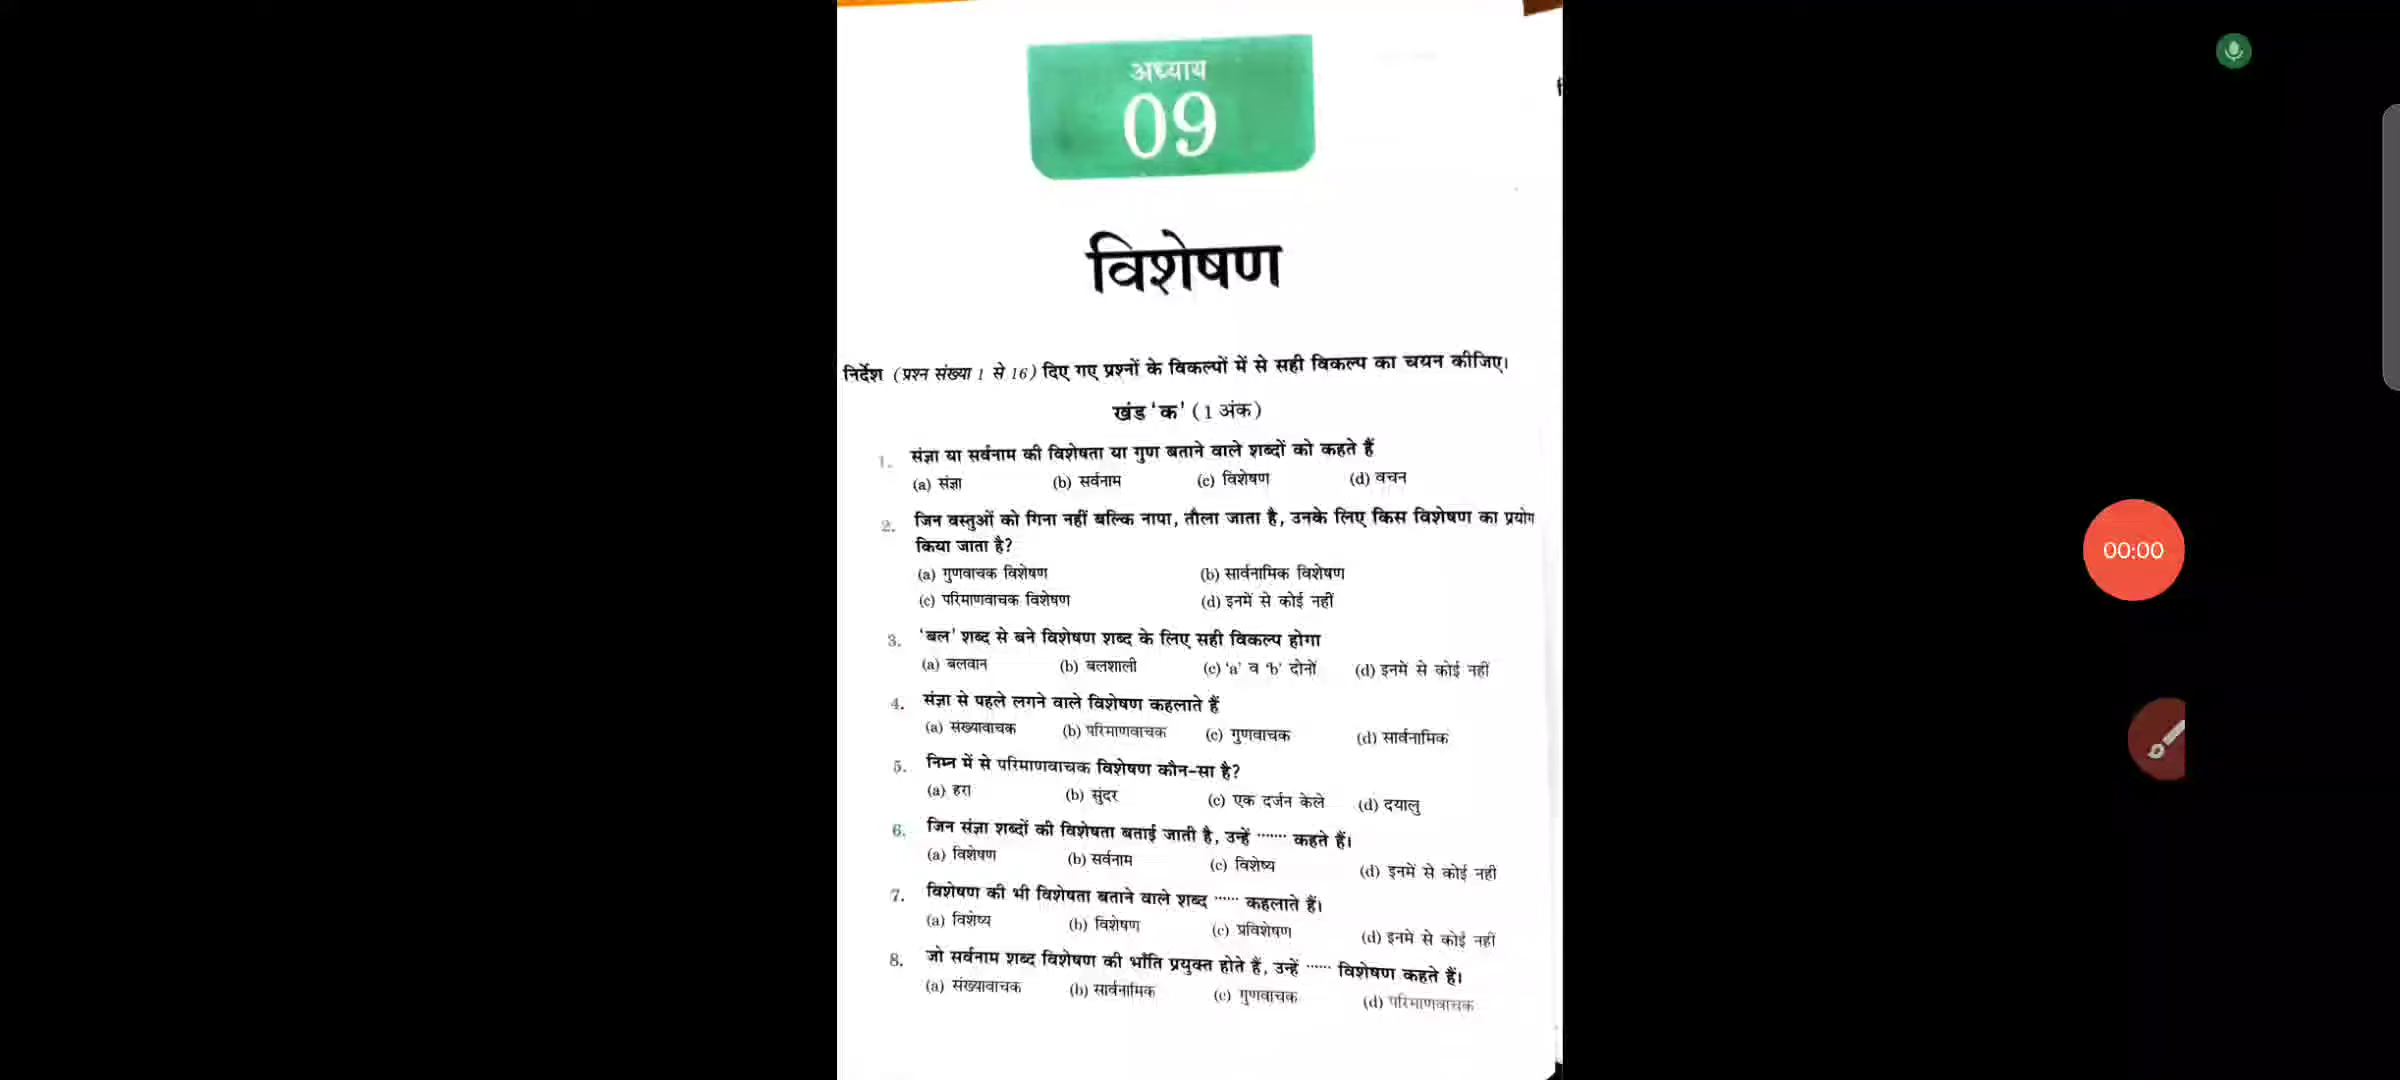 अध्याय
09
विशेषण
निर्देश (प्रश्न संख्या 1 से 16) दिए गए प्रश्नों के विकल्पों में से सही विकल्प का चयन कीजिए।
खंड 'क' (1 अंक)
1. संज्ञा या सर्वनाम की विशेषता या गुण बताने वाले शब्दों को कहते हैं
(a) संज्ञा (b) सर्वनाम (c) विशेषण (d) वचन
2. जिन वस्तुओं को गिना नहीं बल्कि नापा, तौला जाता है, उनके लिए किस विशेषण का प्रयोग
किया जाता है?
(a) गुणवाचक विशेषण (b) सार्वनामिक विशेषण
(c) परिमाणवाचक विशेषण (d) इनमें से कोई नहीं
3. 'बल' शब्द से बने विशेषण शब्द के लिए सही विकल्प होगा
(a) बलवान (b) बलशाली (c) 'a' व 'b' दोनों (d) इनमें से कोई नहीं
4. संज्ञा से पहले लगने वाले विशेषण कहलाते हैं
(a) संख्यावाचक (b) परिमाणवाचक (c) गुणवाचक (d) सार्वनामिक
5. निम्न में से परिमाणवाचक विशेषण कौन-सा है?
(a) हरा (b) सुंदर (c) एक दर्जन केले (d) दयालु
6. जिन संज्ञा शब्दों की विशेषता बताई जाती है, उन्हें ....... कहते हैं।
(a) विशेषण (b) सर्वनाम (c) विशेष्य (d) इनमें से कोई नहीं
7. विशेषण की भी विशेषता बताने वाले शब्द ...... कहलाते हैं।
(a) विशेष्य (b) विशेषण (c) प्रविशेषण (d) इनमें से कोई नहीं
8. जो सर्वनाम शब्द विशेषण की भाँति प्रयुक्त होते हैं, उन्हें ...... विशेषण कहते हैं।
(a) संख्यावाचक (b) सार्वनामिक (c) गुणवाचक (d) परिमाणवाचक
00:00